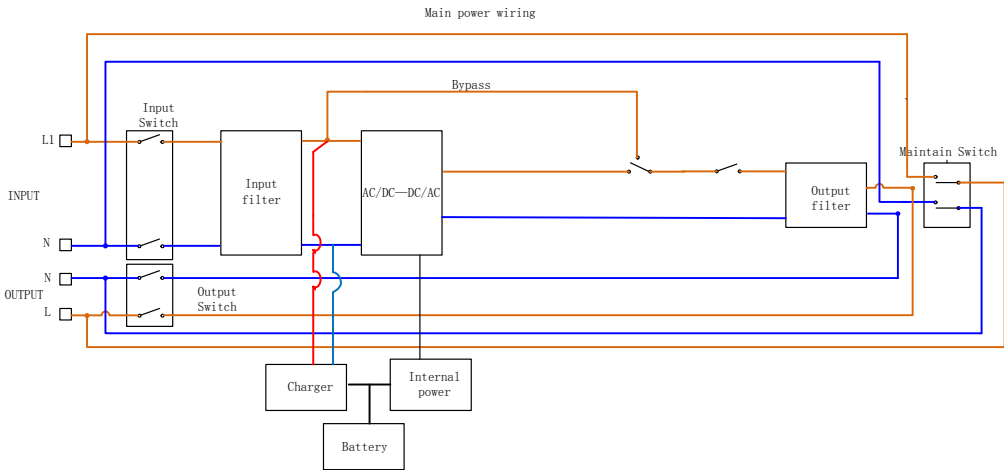 Main power wiring
Bypass
Input
Switch
L1
Maintain Switch
Input
filter
AC/DC—DC/AC
Output
filter
INPUT
N
N
OUTPUT
Output
Switch
L
Charger
Internal
power
Battery